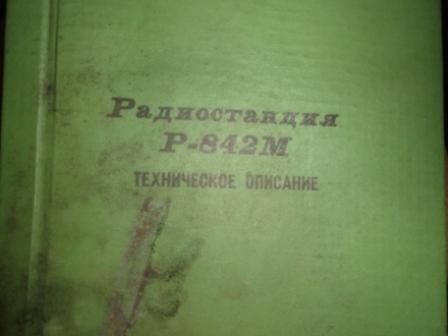 Радиостанция
Р-842М
ТЕХНИЧЕСКОЕ ОПИСАНИЕ